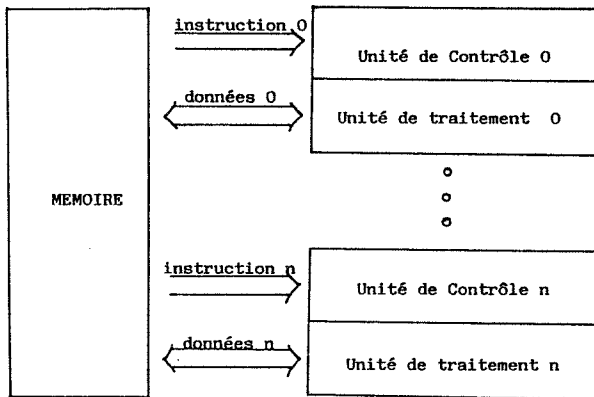 instruction 0
Unité de Contrôle 0
données 0
Unité de traitement 0
MEMOIRE
instruction n
Unité de Contrôle n
données n
Unité de traitement n